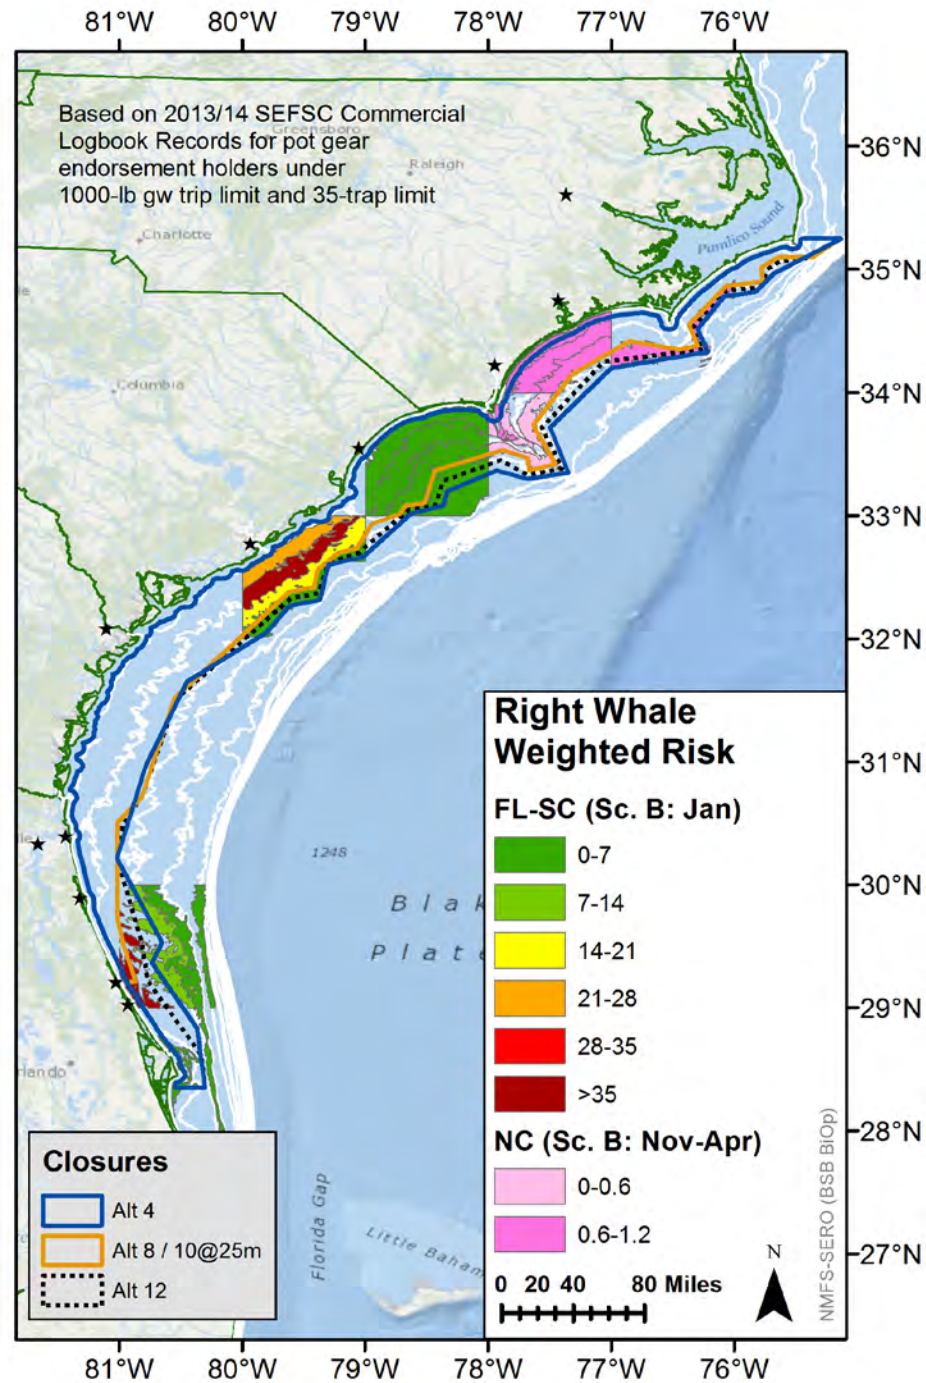 81°W 80°W 79°W 78°W 77°W 76°W
Based on 2013/14 SEFSC Commercial
Logbook Records for pot gear
endorsement holders under
1000-lb gw trip limit and 35-trap limit
Greensboro
Raleigh
Charlotte
Columbia
Pamlico Sound
36°N
35°N
34°N
33°N
32°N
31°N
30°N
29°N
28°N
27°N
1248
Blak
Plate
lando
Florida Gap
Little Baham
Right Whale
Weighted Risk
FL-SC (Sc. B: Jan)
0-7
7-14
14-21
21-28
28-35
>35
NC (Sc. B: Nov-Apr)
0-0.6
0.6-1.2
0 20 40 80 Miles
N
NMFS-SERO (BSB BiOp)
Closures
Alt 4
Alt 8 / 10@25m
Alt 12
81°W 80°W 79°W 78°W 77°W 76°W